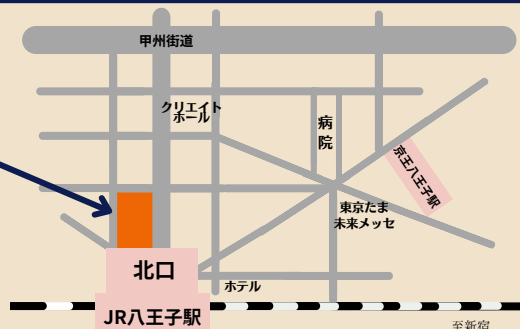 甲州街道
クリエイト
ホール
病
院
京王八王子駅
東京たま
未来メッセ
北口
ホテル
JR八王子駅
至新宿